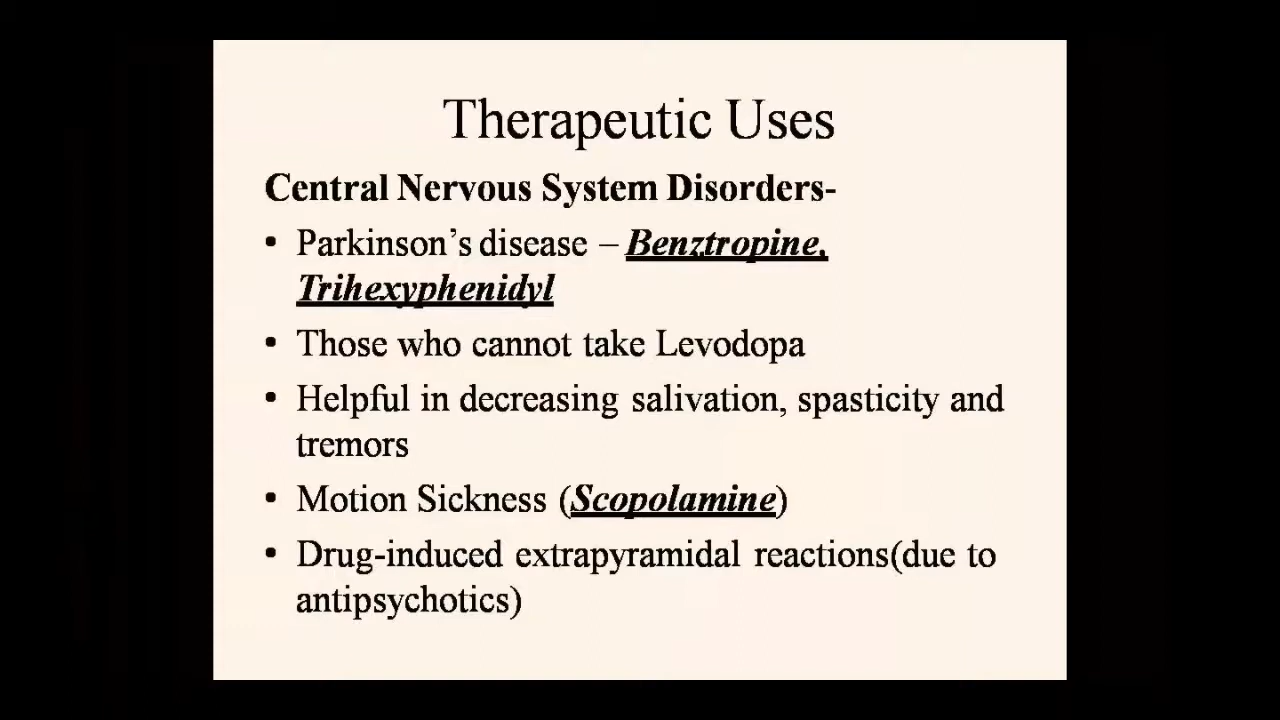 Therapeutic Uses
Central Nervous System Disorders-
• Parkinson’s disease – Benztropine,
Trihexyphenidyl
• Those who cannot take Levodopa
• Helpful in decreasing salivation, spasticity and
tremors
• Motion Sickness (Scopolamine)
• Drug-induced extrapyramidal reactions(due to
antipsychotics)